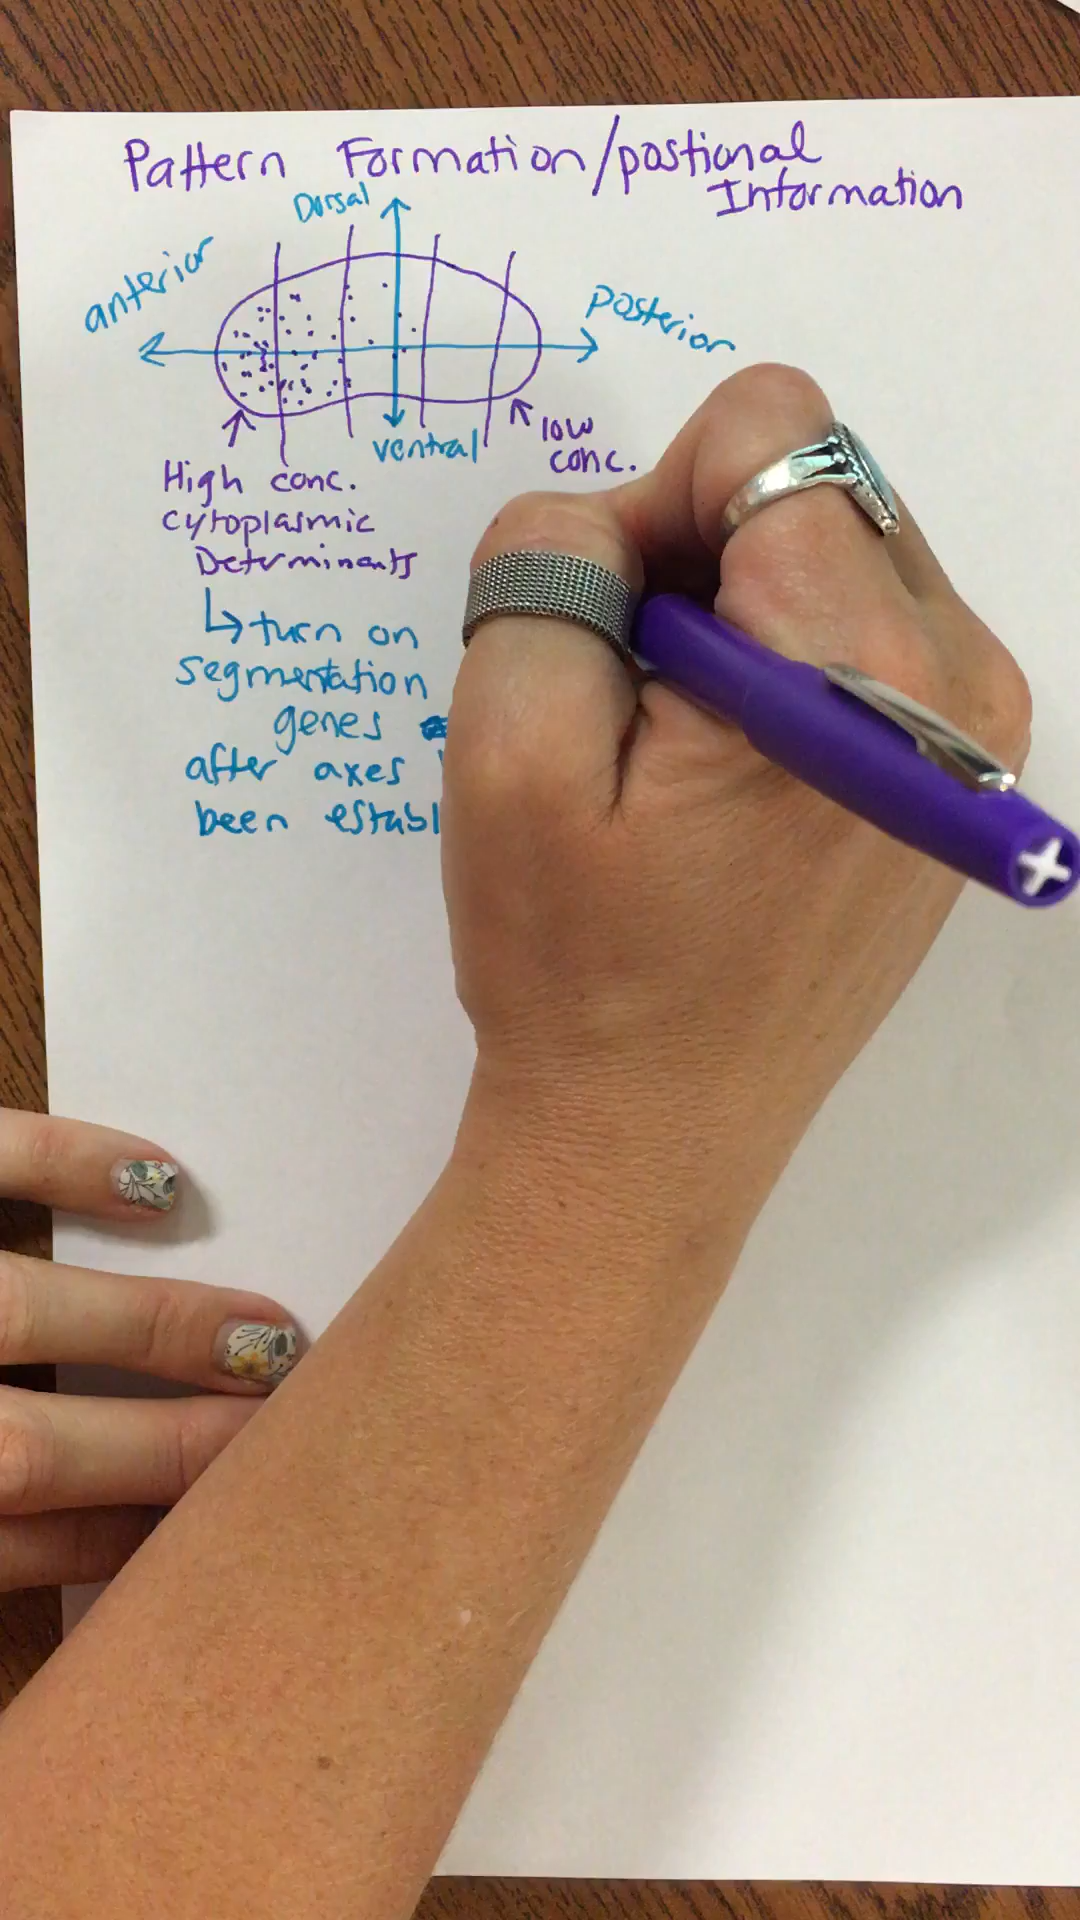 Pattern Formation/postional
Information
Dorsal
anterior
Posterior
ventral
low
conc.
High conc.
Cytoplasmic
Determinants
↳ turn on
segmentation
genes
after axes
been establ